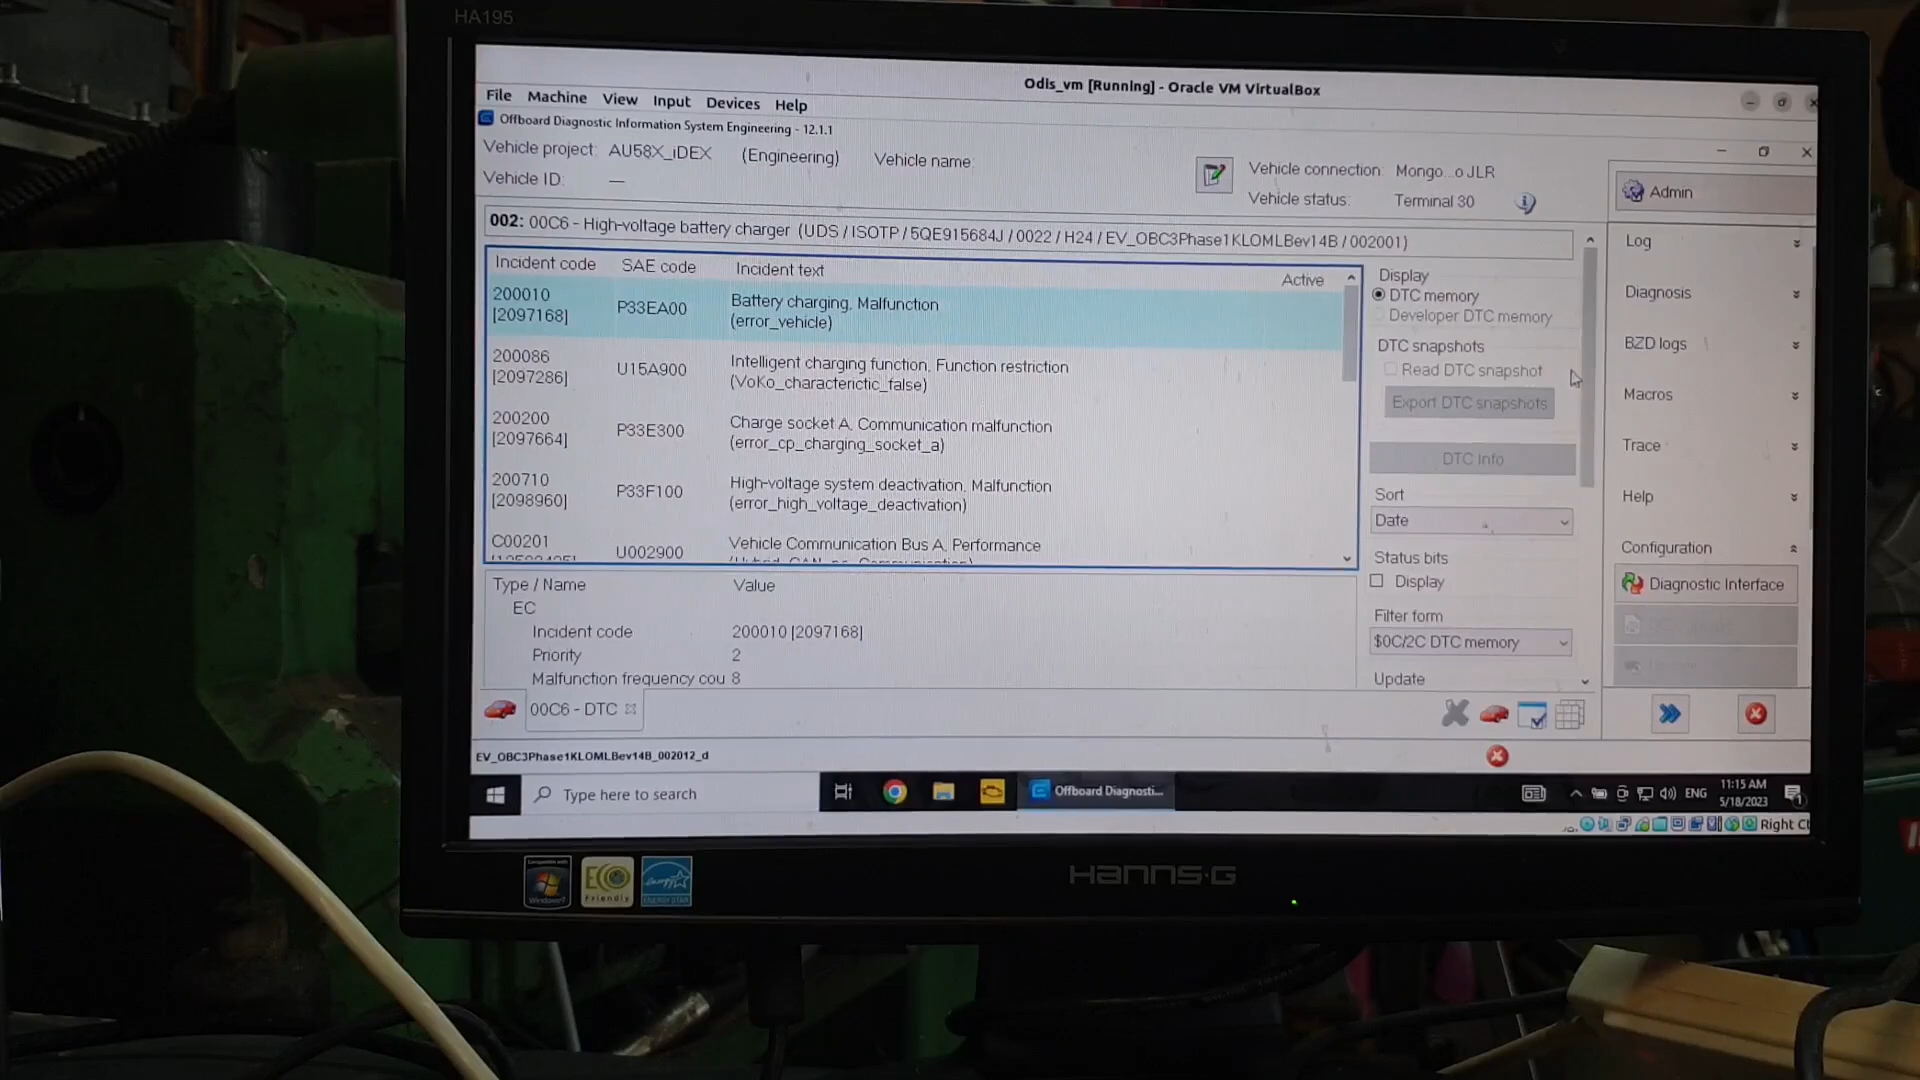 HA195
Odis_vm [Running] - Oracle VM VirtualBox
File Machine View Input Devices Help
Offboard Diagnostic Information System Engineering - 12.1.1
Vehicle project: AU58X_iDEX (Engineering) Vehicle name:
Vehicle connection: Mongo...o JLR
Vehicle ID: —
Vehicle status: Terminal 30
Admin
002: 00C6 - High-voltage battery charger (UDS / ISOTP / 5QE915684J / 0022 / H24 / EV_OBC3Phase1KLOMLBev14B / 002001)
Incident code SAE code Incident text Active
200010 P33EA00 Battery charging, Malfunction
[2097168] (error_vehicle)
200086 U15A900 Intelligent charging function, Function restriction
[2097286] (VoKo_charakterictic_false)
200200 P33E300 Charge socket A, Communication malfunction
[2097664] (error_cp_charging_socket_a)
200710 P33F100 High-voltage system deactivation, Malfunction
[2098960] (error_high_voltage_deactivation)
C00201 U002900 Vehicle Communication Bus A, Performance
Type / Name Value
EC
Incident code 200010 [2097168]
Priority 2
Malfunction frequency cou 8
Display
DTC memory
Developer DTC memory
DTC snapshots
Read DTC snapshot
Export DTC snapshots
DTC Info
Sort
Date
Status bits
Display
Filter form
$0C/2C DTC memory
Update
Log
Diagnosis
BZD logs
Macros
Trace
Help
Configuration
Diagnostic Interface
00C6 - DTC
EV_OBC3Phase1KLOMLBev14B_002012_d
Type here to search
Offboard Diagnosti...
ENG
11:15 AM
5/18/2023
1
Right Ct
HANNS·G
Windows7
ECO
Friendly
energy